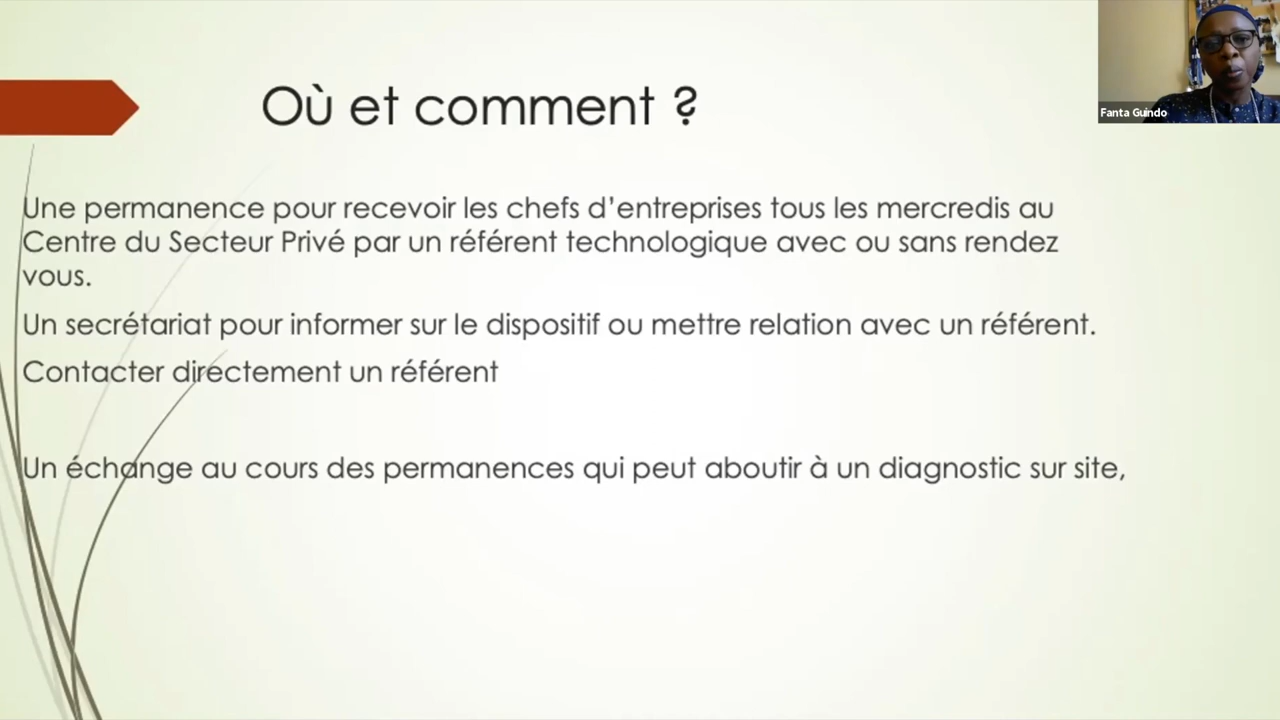 Où et comment ?
Fanta Guindo
Une permanence pour recevoir les chefs d’entreprises tous les mercredis au
Centre du Secteur Privé par un référent technologique avec ou sans rendez
vous.
Un secrétariat pour informer sur le dispositif ou mettre relation avec un référent.
Contacter directement un référent
Un échange au cours des permanences qui peut aboutir à un diagnostic sur site,